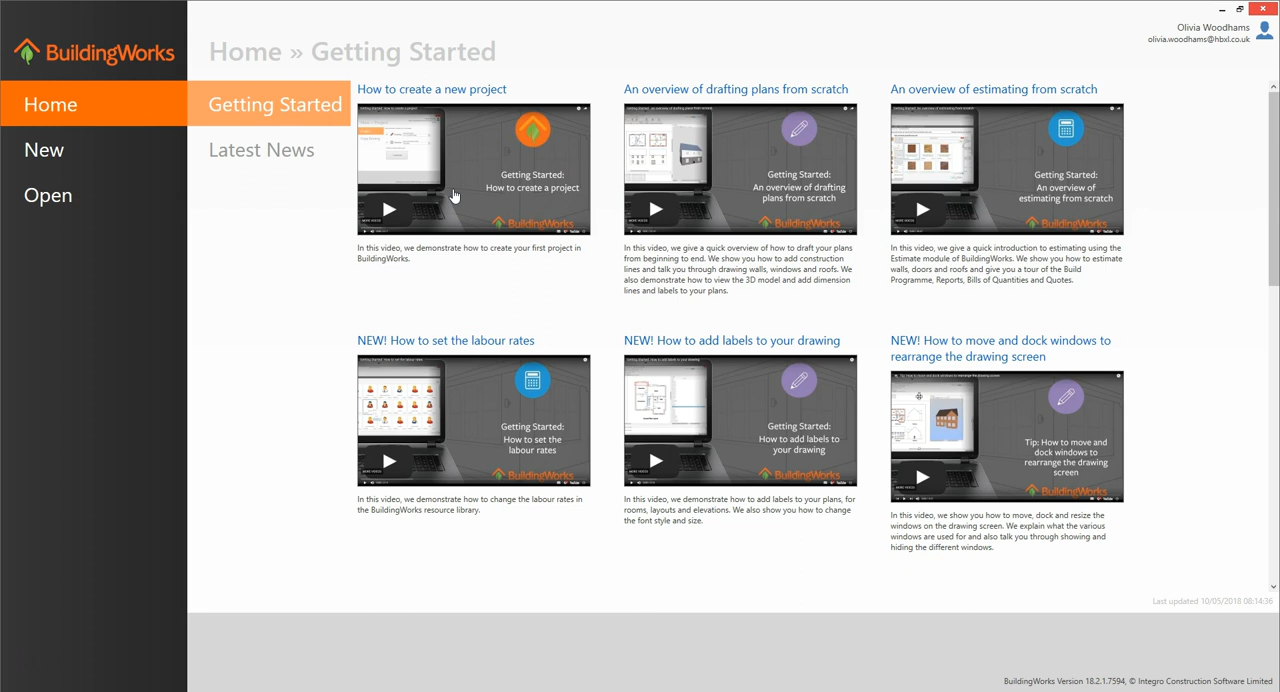 Olivia Woodhams
olivia.woodhams@hbxl.co.uk
BuildingWorks
Home » Getting Started
Home
New
Open
Getting Started
Latest News
How to create a new project
Getting Started:
How to create a project
BuildingWorks
In this video, we demonstrate how to create your first project in
BuildingWorks.
An overview of drafting plans from scratch
Getting Started:
An overview of drafting
plans from scratch
BuildingWorks
In this video, we give a quick overview of how to draft your plans
from beginning to end. We show you how to add construction
lines and talk you through drawing walls, windows and roofs. We
also demonstrate how to view the 3D model and add dimension
lines and labels to your plans.
An overview of estimating from scratch
Getting Started:
An overview of
estimating from scratch
BuildingWorks
In this video, we give a quick introduction to estimating using the
Estimate module of BuildingWorks. We show you how to estimate
walls, doors and roofs and give you a tour of the Build
Programme, Reports, Bills of Quantities and Quotes.
NEW! How to set the labour rates
Getting Started:
How to set the
labour rates
BuildingWorks
In this video, we demonstrate how to change the labour rates in
the BuildingWorks resource library.
NEW! How to add labels to your drawing
Getting Started:
How to add labels to
your drawing
BuildingWorks
In this video, we demonstrate how to add labels to your plans, for
rooms, layouts and elevations. We also show you how to change
the font style and size.
NEW! How to move and dock windows to
rearrange the drawing screen
Tip: How to move and
dock windows to
rearrange the drawing
screen
BuildingWorks
In this video, we show you how to move, dock and resize the
windows on the drawing screen. We explain what the various
windows are used for and also talk you through showing and
hiding the different windows.
Last updated 10/05/2018 08:14:36
BuildingWorks Version 18.2.1.7594, © Integro Construction Software Limited